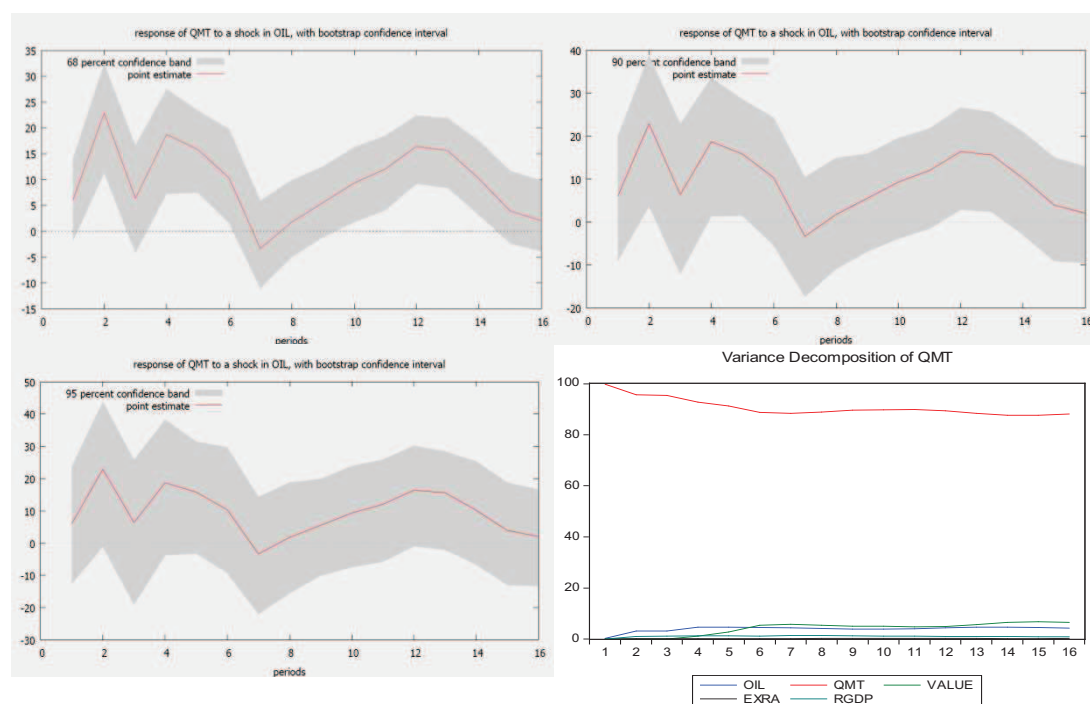 response of QMT to a shock in OIL, with bootstrap confidence interval
35
30
25
20
15
10
5
0
-5
-10
-15
68 percent confidence band
point estimate
0 2 4 6 8 10 12 14 16
periods
response of QMT to a shock in OIL, with bootstrap confidence interval
40
30
20
10
0
-10
-20
90 percent confidence band
point estimate
0 2 4 6 8 10 12 14 16
periods
response of QMT to a shock in OIL, with bootstrap confidence interval
50
40
30
20
10
0
-10
-20
-30
95 percent confidence band
point estimate
0 2 4 6 8 10 12 14 16
periods
Variance Decomposition of QMT
100
80
60
40
20
0
1 2 3 4 5 6 7 8 9 10 11 12 13 14 15 16
OIL QMT VALUE
EXRA RGDP